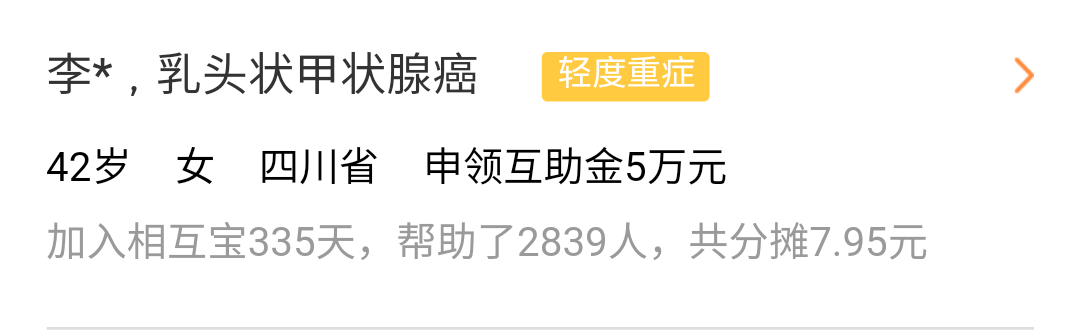 李*，乳头状甲状腺癌 轻度重症
42岁 女 四川省 申领互助金5万元
加入相互宝335天，帮助了2839人，共分摊7.95元